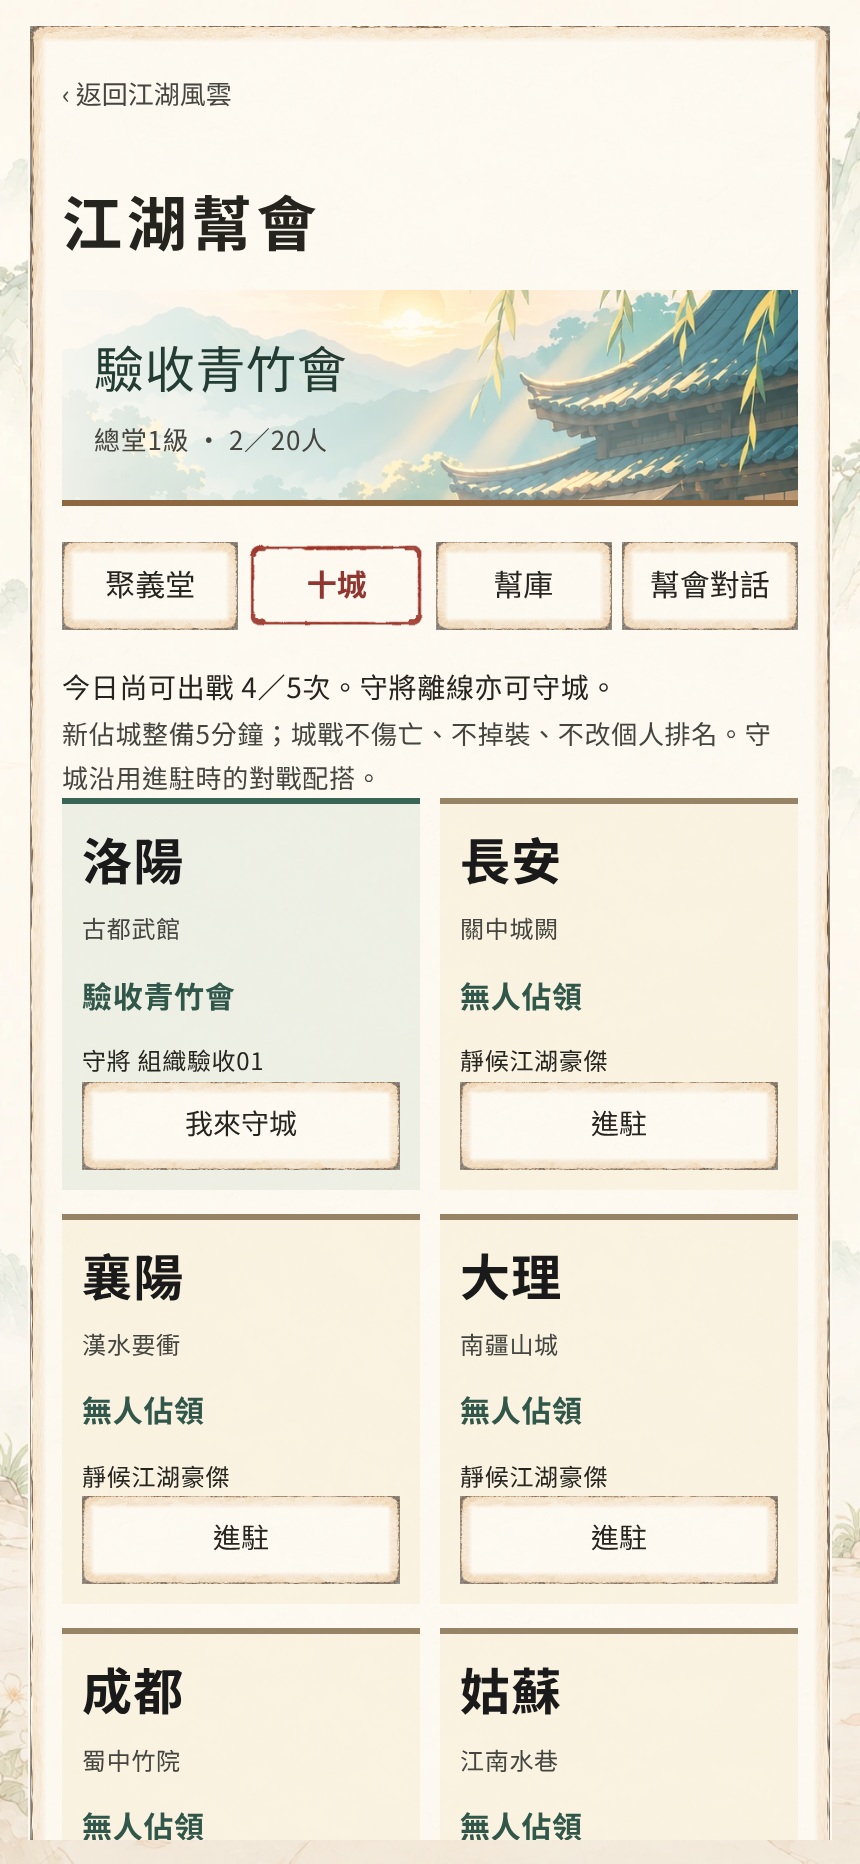 ‹ 返回江湖風雲
江湖幫會
驗收青竹會
總堂1級 · 2／20人
聚義堂
十城
幫庫
幫會對話
今日尚可出戰 4／5次。守將離線亦可守城。
新佔城整備5分鐘；城戰不傷亡、不掉裝、不改個人排名。守
城沿用進駐時的對戰配搭。
洛陽
古都武館
驗收青竹會
守將 組織驗收01
我來守城
長安
關中城闕
無人佔領
靜候江湖豪傑
進駐
襄陽
漢水要衝
無人佔領
靜候江湖豪傑
進駐
大理
南疆山城
無人佔領
靜候江湖豪傑
進駐
成都
蜀中竹院
無人佔領
姑蘇
江南水巷
無人佔領